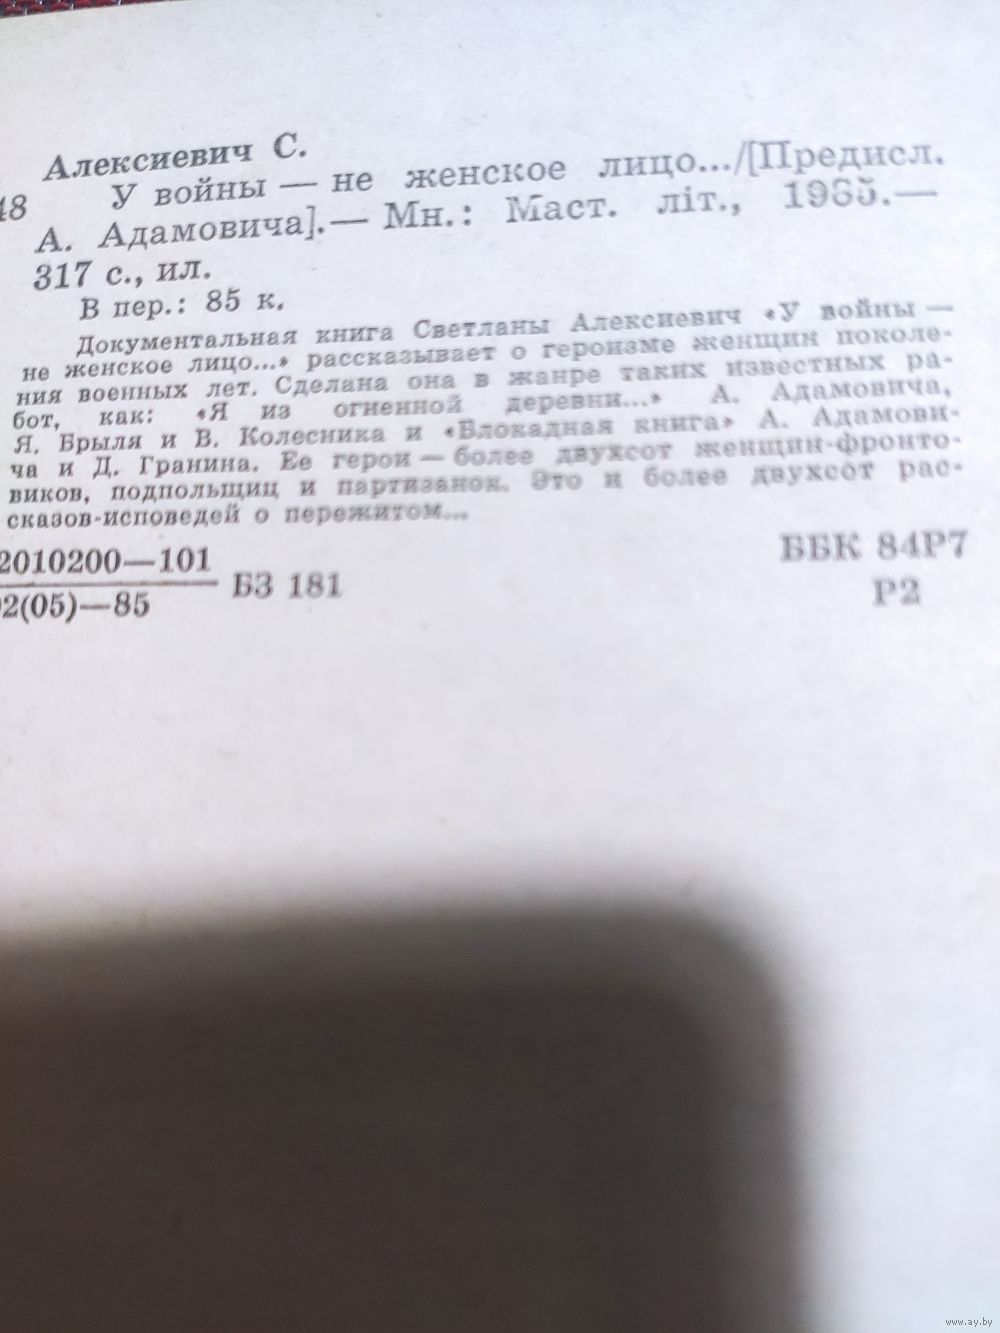 Алексиевич С.
48 У войны — не женское лицо.../[Предисл.
А. Адамовича].— Мн.: Маст. літ., 1985.—
317 с., ил.
В пер.: 85 к.
Документальная книга Светланы Алексиевич «У войны —
не женское лицо...» рассказывает о героизме женщин поколе-
ния военных лет. Сделана она в жанре таких известных ра-
бот, как: «Я из огненной деревни...» А. Адамовича,
Я. Брыля и В. Колесника и «Блокадная книга» А. Адамови-
ча и Д. Гранина. Ее герои — более двухсот женщин-фронто-
виков, подпольщиц и партизанок. Это и более двухсот рас-
сказов-исповедей о пережитом...
2010200—101
2(05)—85 БЗ 181
ББК 84Р7
Р2
www.ay.by